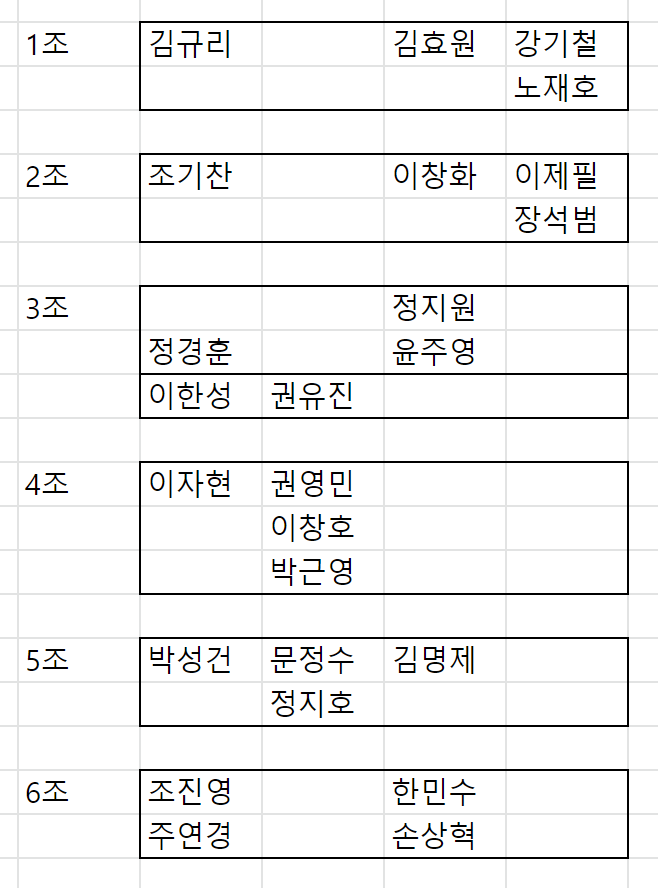 1조 김규리 김효원 강기철
노재호
2조 조기찬 이창화 이제필
장석범
3조 정지원
정경훈 윤주영
이한성 권유진
4조 이자현 권영민
이창호
박근영
5조 박성건 문정수 김명제
정지호
6조 조진영 한민수
주연경 손상혁